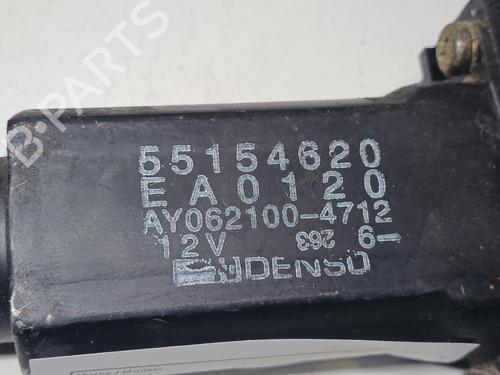 B-PARTS
55154620
EA0120
AY062100-4712
12V 263 6-
DENSO